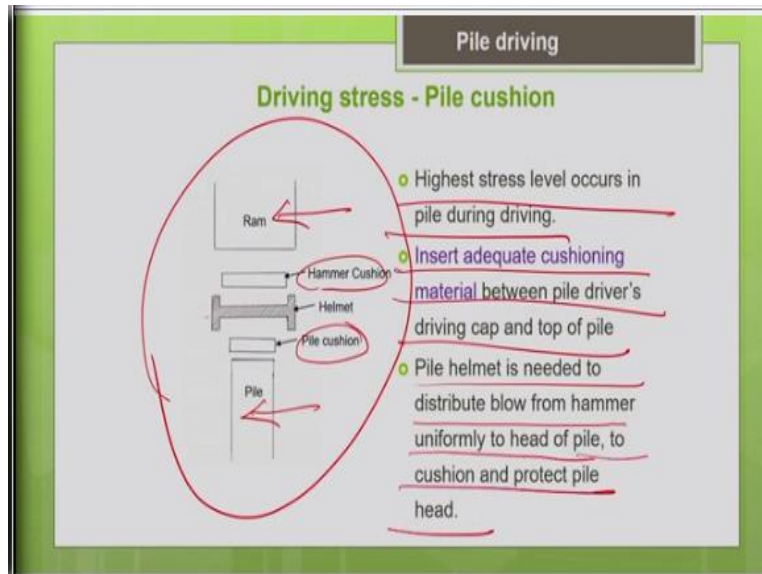 Pile driving
Driving stress - Pile cushion
Ram
Hammer Cushion
Helmet
Pile cushion
Pile
Highest stress level occurs in
pile during driving.
Insert adequate cushioning
material between pile driver's
driving cap and top of pile
Pile helmet is needed to
distribute blow from hammer
uniformly to head of pile, to
cushion and protect pile
head.